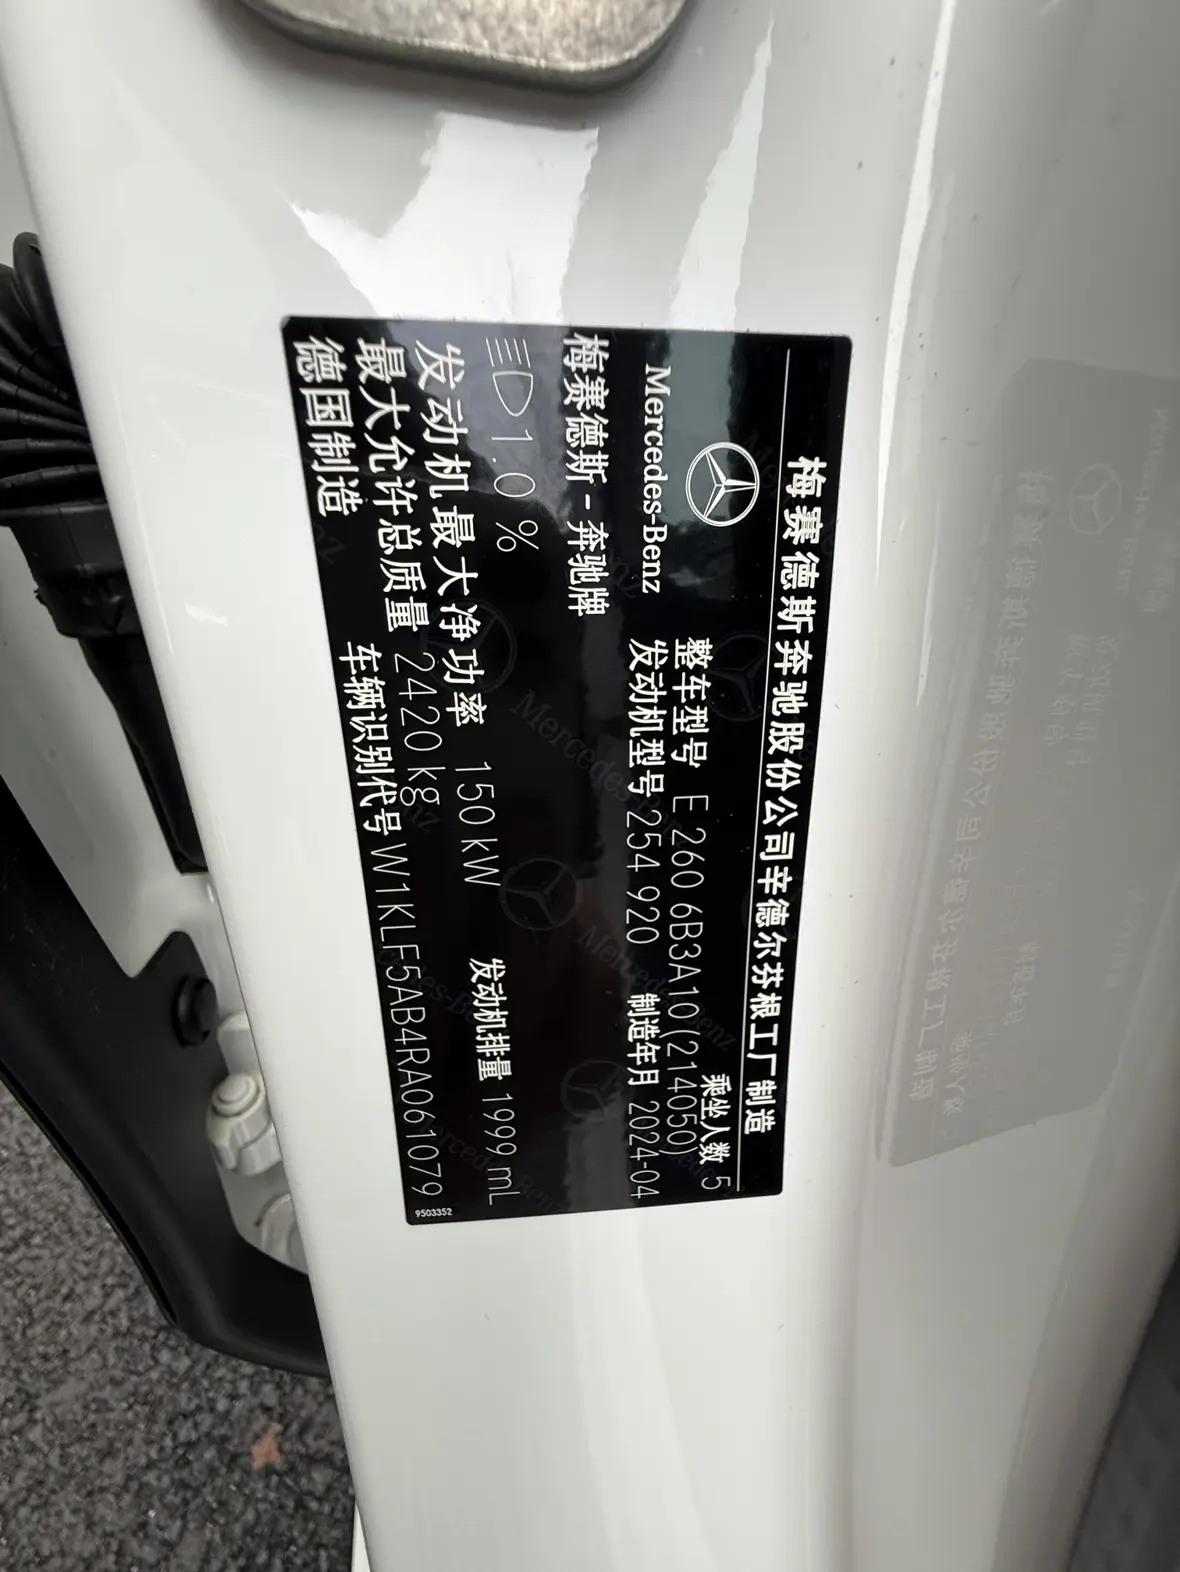 梅赛德斯奔驰股份公司辛德尔芬根工厂制造
乘坐人数 5
Mercedes-Benz
整车型号 E 260 6B3A10(214050)
发动机型号 254 920
制造年月 2024-04
梅赛德斯-奔驰牌
1.0 %
发动机最大净功率 150 kW
发动机排量 1999 mL
最大允许总质量 2420 kg
德国制造
车辆识别代号 W1KLF5AB4RA061079
9503352